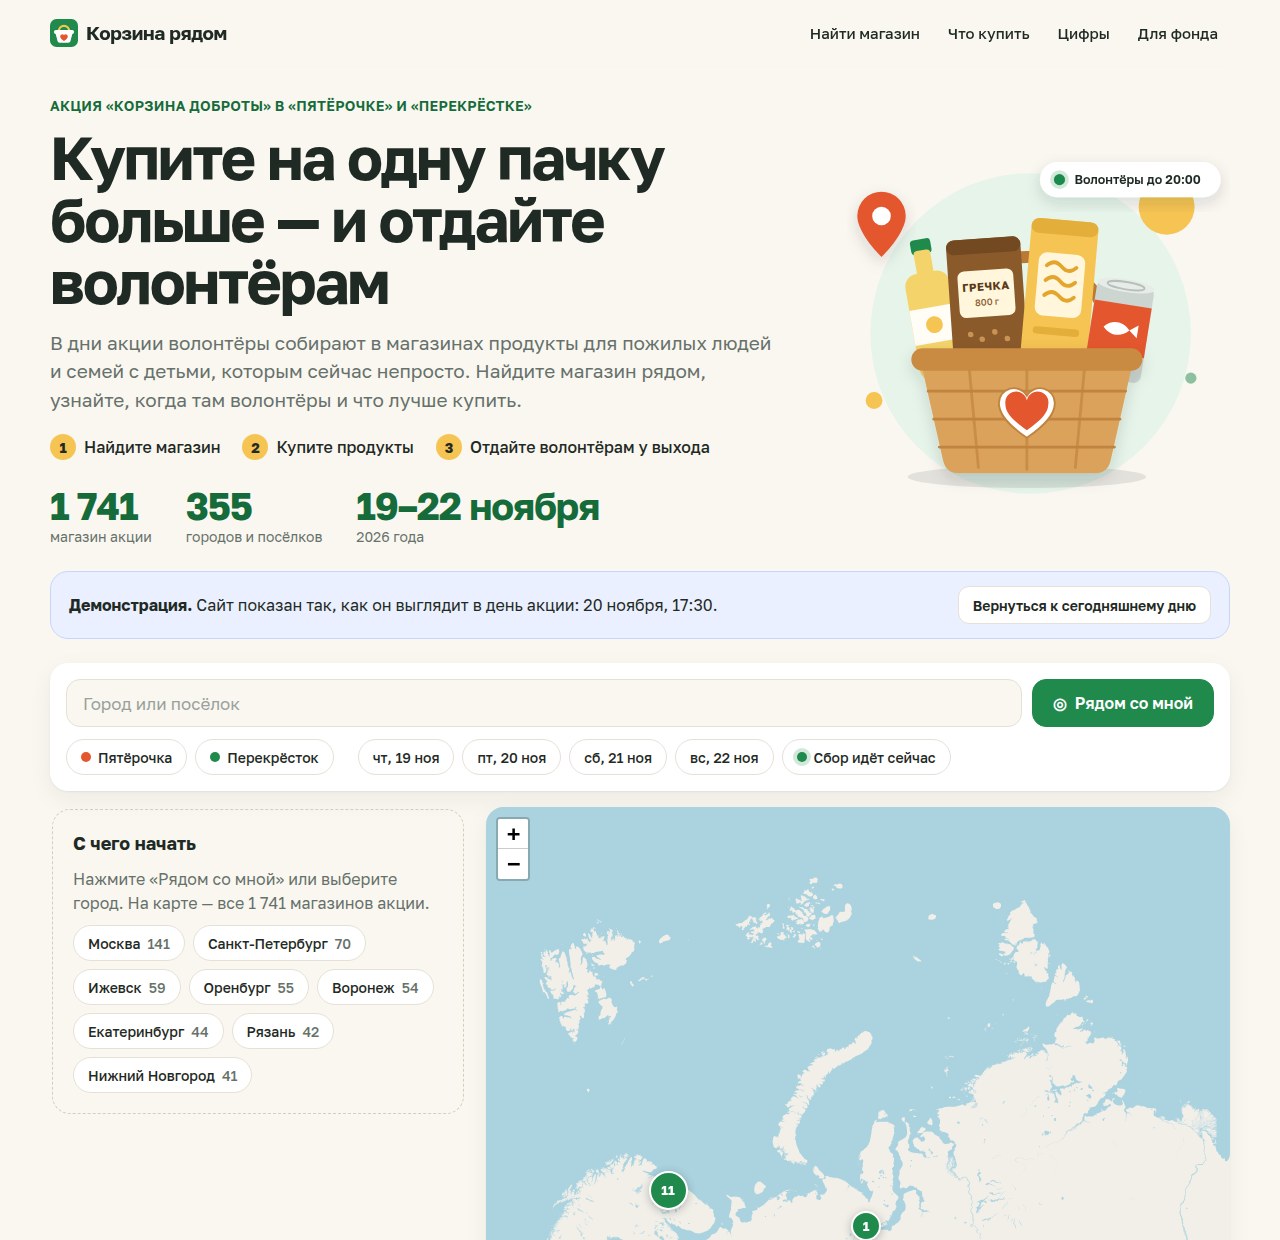 Корзина рядом
Найти магазин Что купить Цифры Для фонда
АКЦИЯ «КОРЗИНА ДОБРОТЫ» В «ПЯТЁРОЧКЕ» И «ПЕРЕКРЁСТКЕ»
Купите на одну пачку
больше — и отдайте
волонтёрам
В дни акции волонтёры собирают в магазинах продукты для пожилых людей
и семей с детьми, которым сейчас непросто. Найдите магазин рядом,
узнайте, когда там волонтёры и что лучше купить.
1 Найдите магазин 2 Купите продукты 3 Отдайте волонтёрам у выхода
1 741 355 19–22 ноября
магазин акции городов и посёлков 2026 года
Волонтёры до 20:00
ГРЕЧКА
800 г
Демонстрация. Сайт показан так, как он выглядит в день акции: 20 ноября, 17:30.
Вернуться к сегодняшнему дню
Город или посёлок
◎ Рядом со мной
Пятёрочка Перекрёсток чт, 19 ноя пт, 20 ноя сб, 21 ноя вс, 22 ноя Сбор идёт сейчас
С чего начать
Нажмите «Рядом со мной» или выберите
город. На карте — все 1 741 магазинов акции.
Москва 141 Санкт-Петербург 70
Ижевск 59 Оренбург 55 Воронеж 54
Екатеринбург 44 Рязань 42
Нижний Новгород 41
+
−
11
1